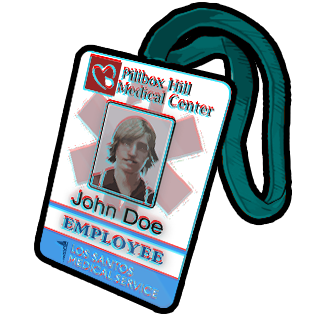 Pillbox Hill
Medical Center
John Doe
EMPLOYEE
LOS SANTOS
MEDICAL SERVICE